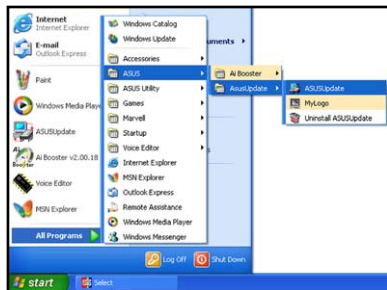 Internet
Internet Explorer
E-mail
Outlook Express
Paint
Windows Media Playe
ASUSUpdate
Ai Booster v2.00.18
Voice Editor
MSN Explorer
All Programs
Windows Catalog
Windows Update
Accessories
ASUS
ASUS Utility
Games
Marvell
Startup
Voice Editor
Internet Explorer
MSN Explorer
Outlook Express
Remote Assistance
Windows Media Player
Windows Messenger
uments
s
Ai Booster
AsusUpdate
ASUSUpdate
MyLogo
Uninstall ASUSUpdate
Log Off
Shut Down
start
Select